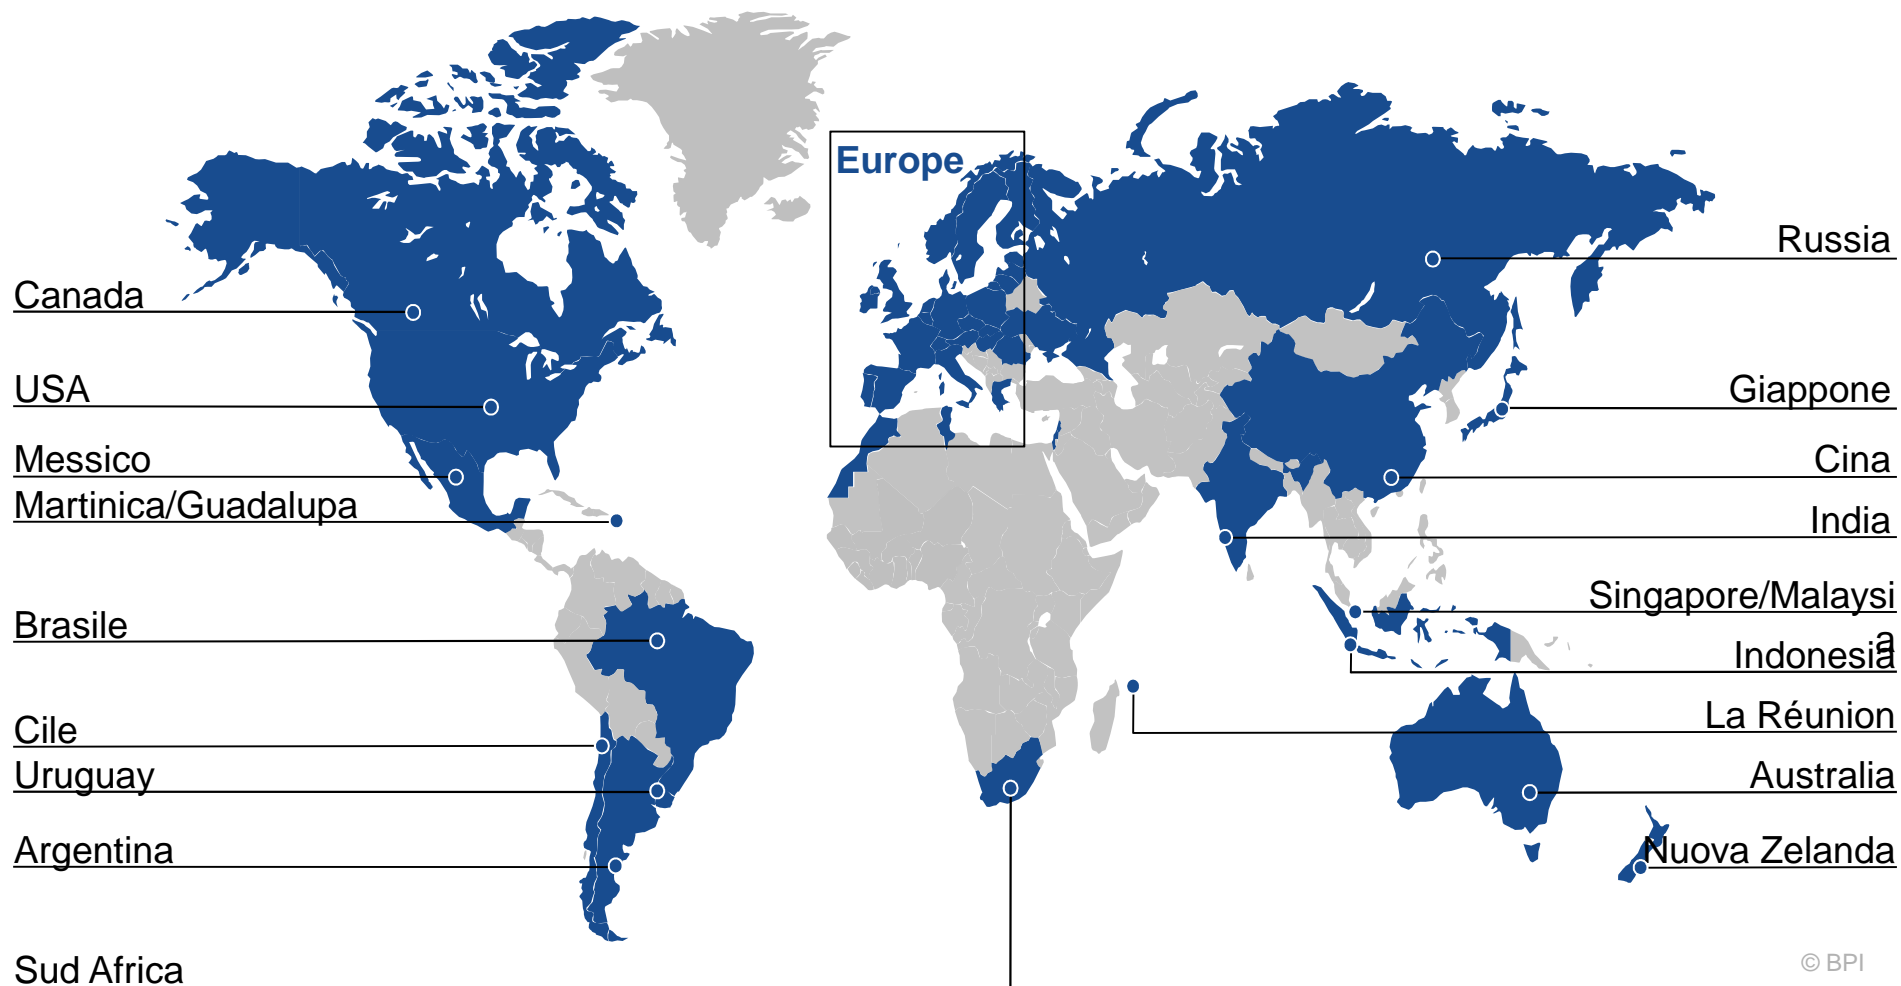 Europe
Canada
USA
Messico
Martinica/Guadalupa
Brasile
Cile
Uruguay
Argentina
Sud Africa
Russia
Giappone
Cina
India
Singapore/Malaysi
a
Indonesia
La Réunion
Australia
Nuova Zelanda
© BPI